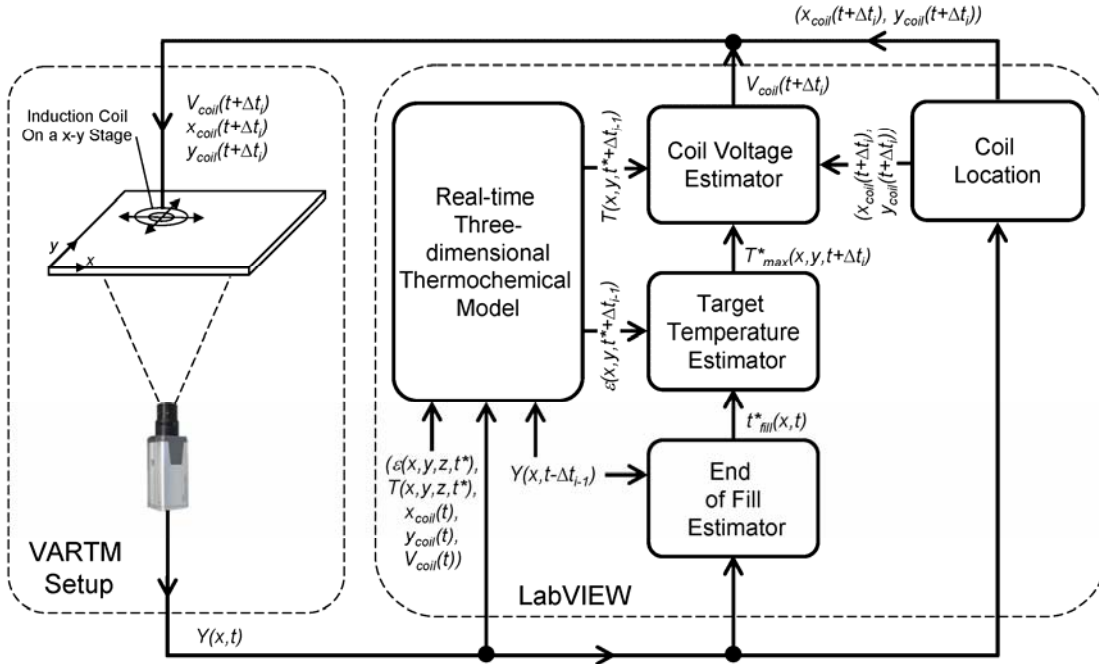 (x_coil(t+Δt_i), y_coil(t+Δt_i))
V_coil(t+Δt_i)
x_coil(t+Δt_i)
y_coil(t+Δt_i)
Induction Coil
On a x-y Stage
y
x
VARTM
Setup
Y(x,t)
Real-time
Three-
dimensional
Thermochemical
Model
T(x,y,t*+Δt_i-1)
ε(x,y,t*+Δt_i-1)
V_coil(t+Δt_i)
Coil Voltage
Estimator
(x_coil(t+Δt_i),
y_coil(t+Δt_i))
Coil
Location
T*_max(x,y,t+Δt_i)
Target
Temperature
Estimator
t*_fill(x,t)
End
of Fill
Estimator
(ε(x,y,z,t*),
T(x,y,z,t*),
x_coil(t),
y_coil(t),
V_coil(t))
Y(x,t-Δt_i-1)
LabVIEW